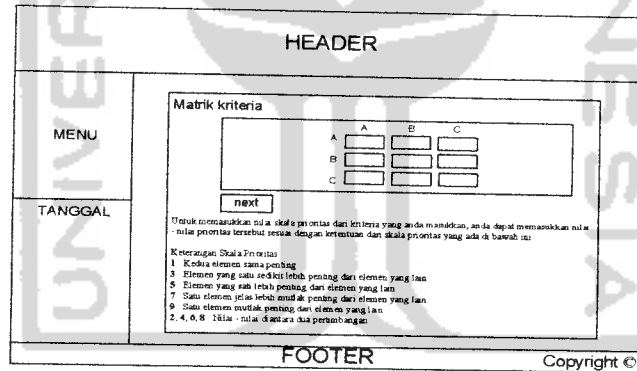 HEADER
MENU
TANGGAL
Matrik kriteria
A B C
A
B
C
next
Untuk memasukkan nilai skala prioritas dari kriteria yang anda masukkan, anda dapat memasukkan nilai
- nilai prioritas tersebut sesuai dengan ketentuan dan skala prioritas yang ada di bawah ini
Keterangan Skala Prioritas
1 Kedua elemen sama penting
3 Elemen yang satu sedikit lebih penting dari elemen yang lain
5 Elemen yang satu lebih penting dari elemen yang lain
7 Satu elemen jelas lebih mutlak penting dari elemen yang lain
9 Satu elemen mutlak penting dari elemen yang lain
2, 4, 6, 8 Nilai - nilai diantara dua pertimbangan
FOOTER
Copyright ©